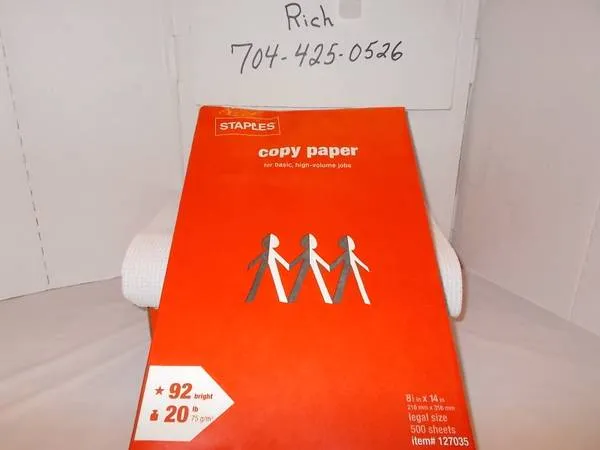 Rich
704-425-0526
STAPLES
copy paper
for basic, high-volume jobs
92 bright
20 lb
75 g/m²
8½ in x 14 in
216 mm x 356 mm
legal size
500 sheets
item# 127035